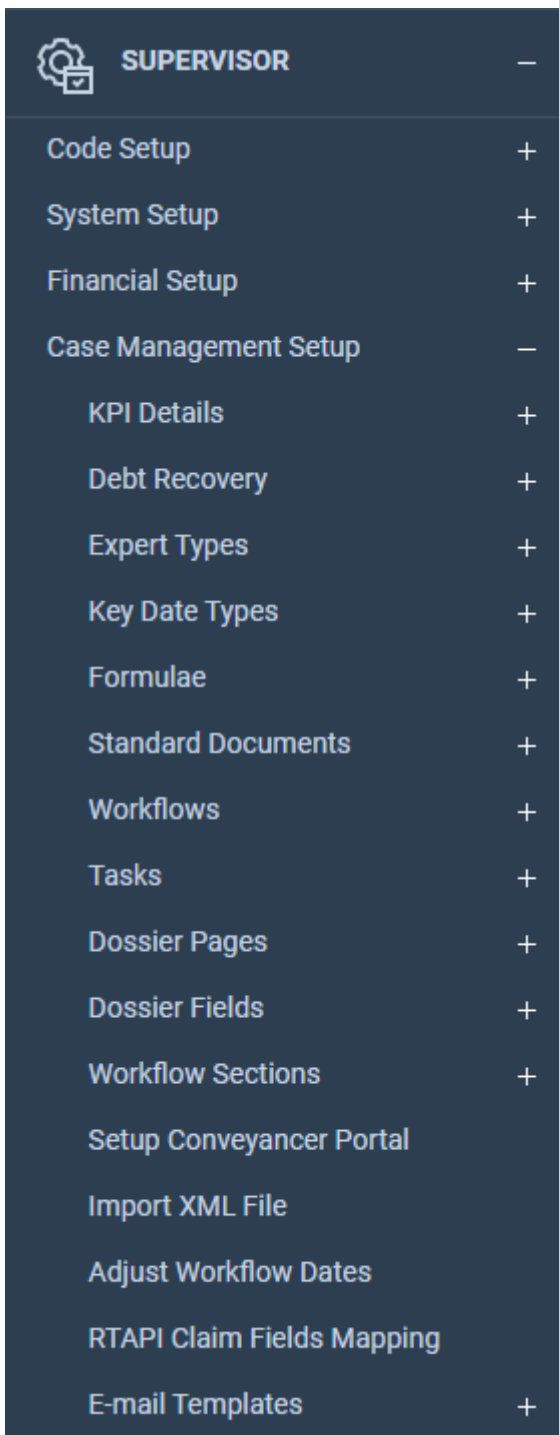 SUPERVISOR −
Code Setup +
System Setup +
Financial Setup +
Case Management Setup −
KPI Details +
Debt Recovery +
Expert Types +
Key Date Types +
Formulae +
Standard Documents +
Workflows +
Tasks +
Dossier Pages +
Dossier Fields +
Workflow Sections +
Setup Conveyancer Portal
Import XML File
Adjust Workflow Dates
RTAPI Claim Fields Mapping
E-mail Templates +